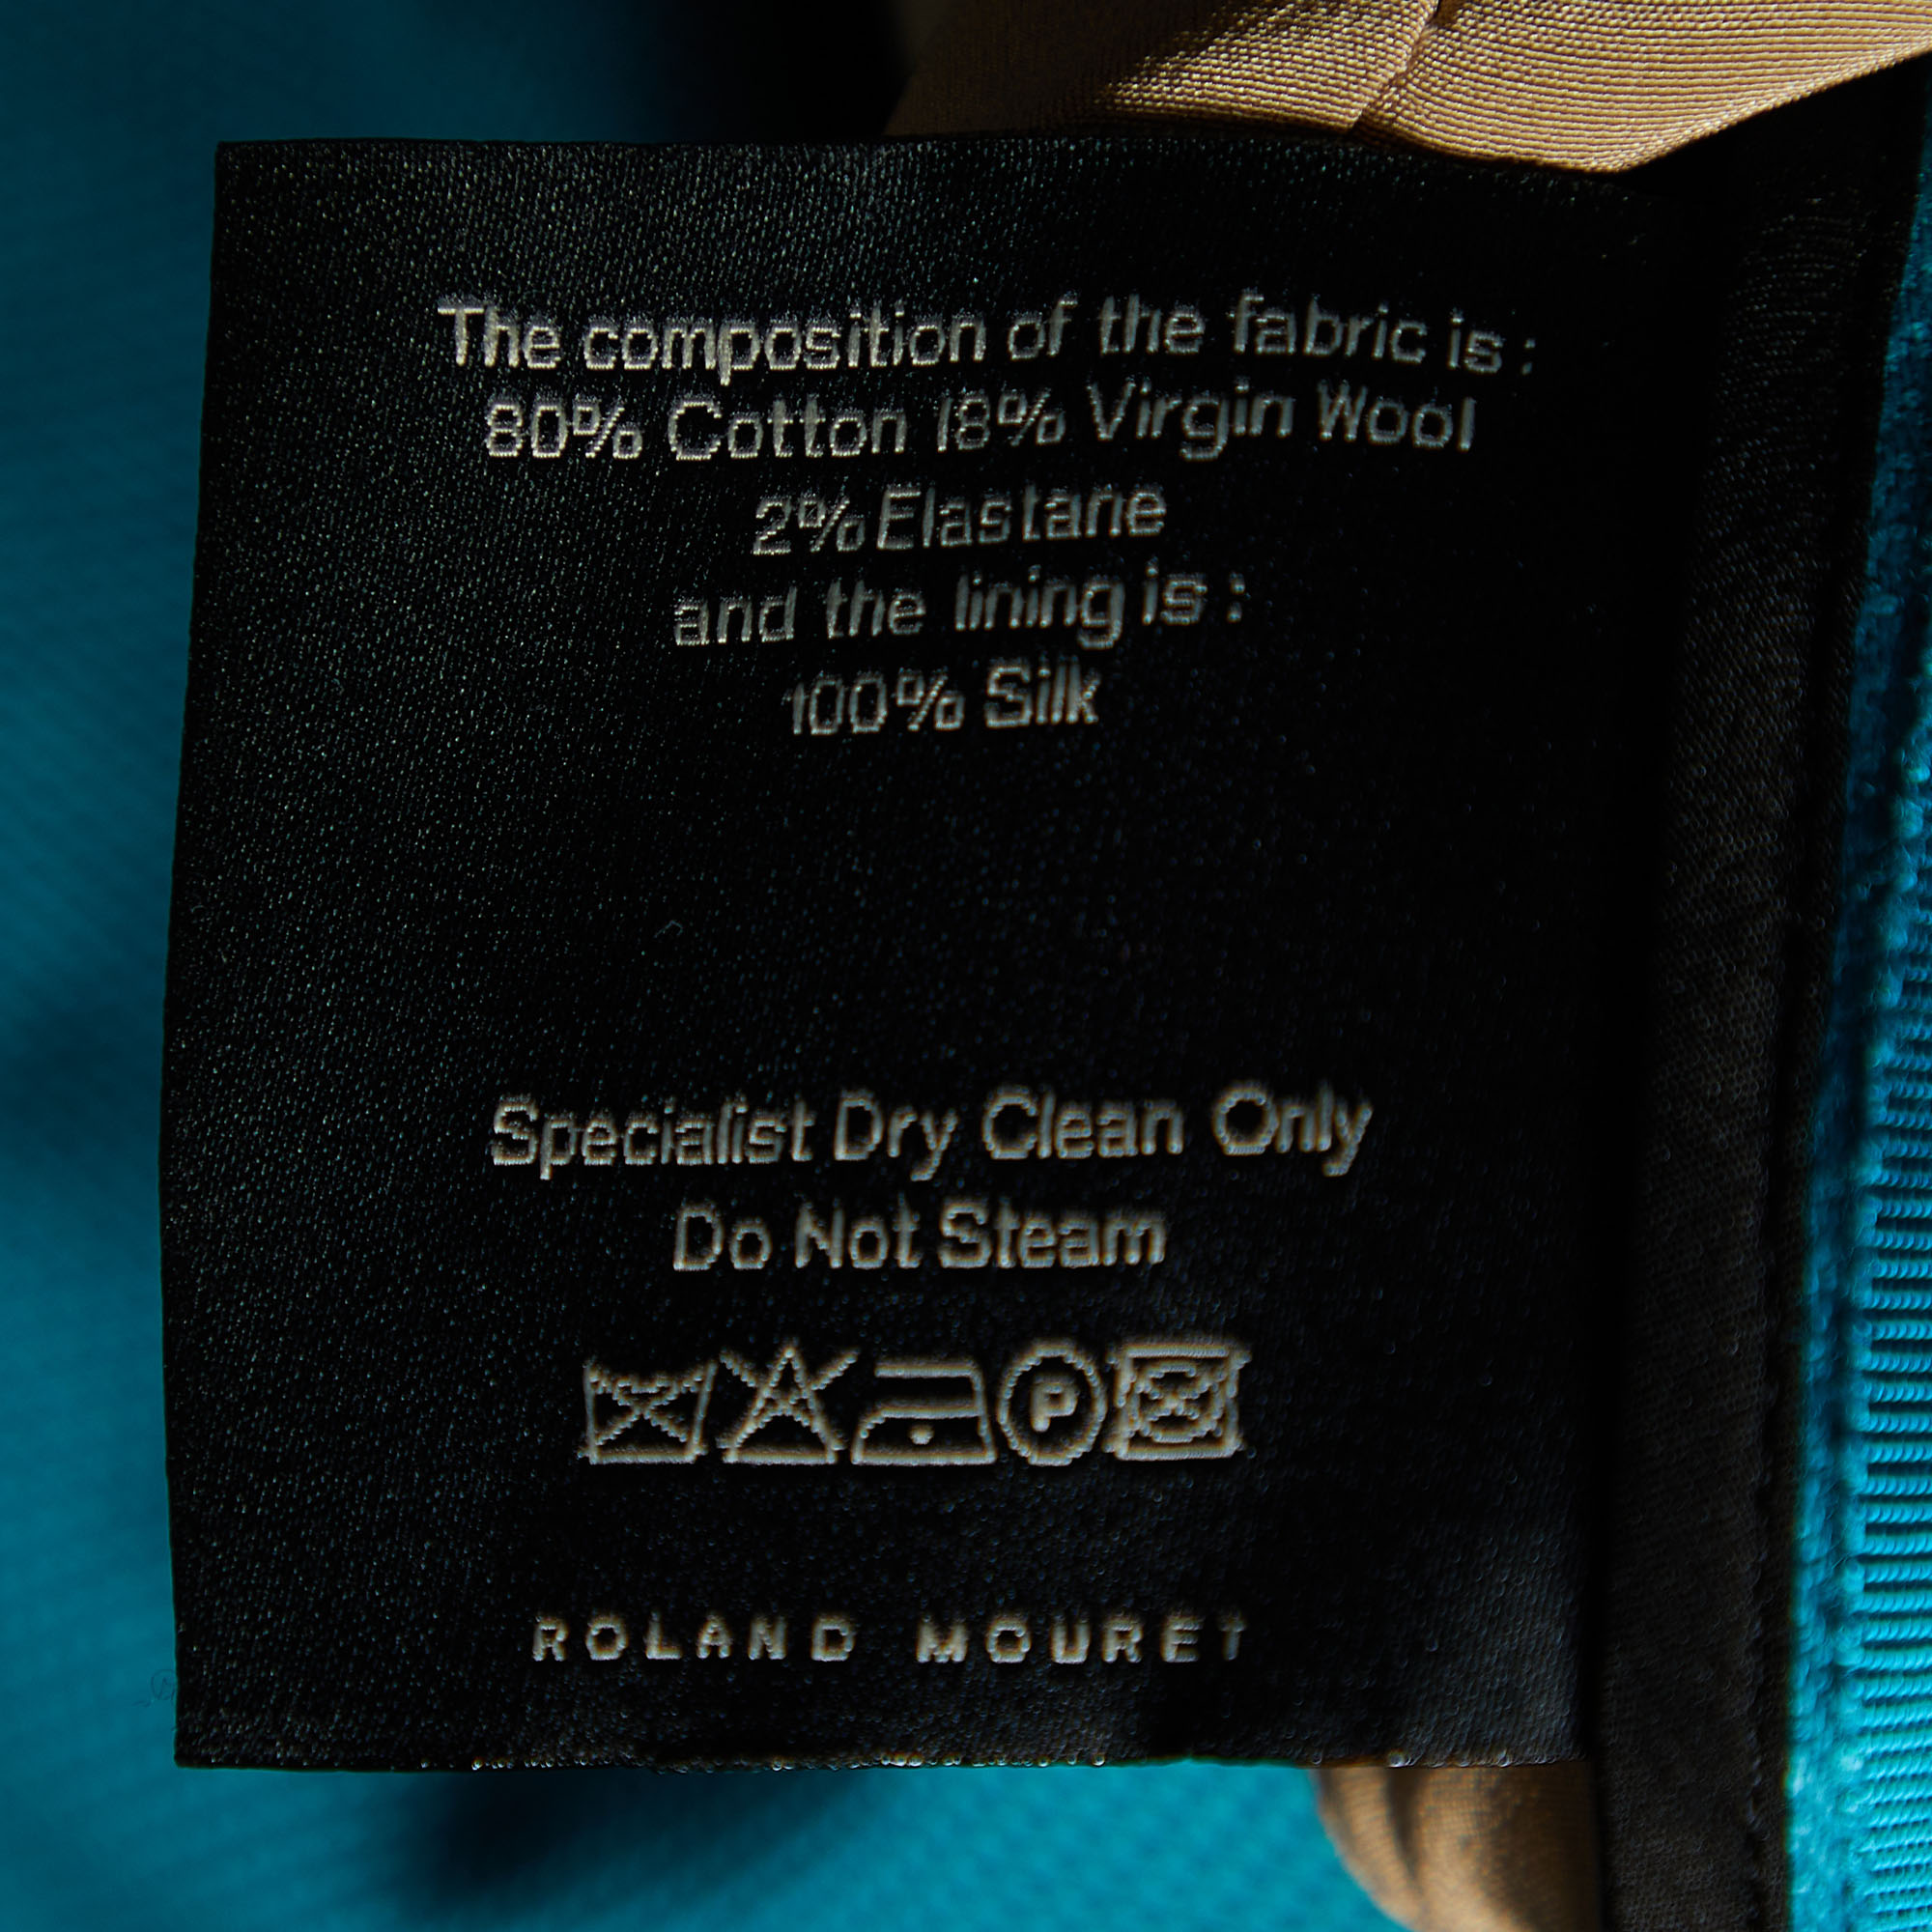 The composition of the fabric is :
80% Cotton 18% Virgin Wool
2% Elastane
and the lining is :
100% Silk
Specialist Dry Clean Only
Do Not Steam
P
ROLAND MOURET